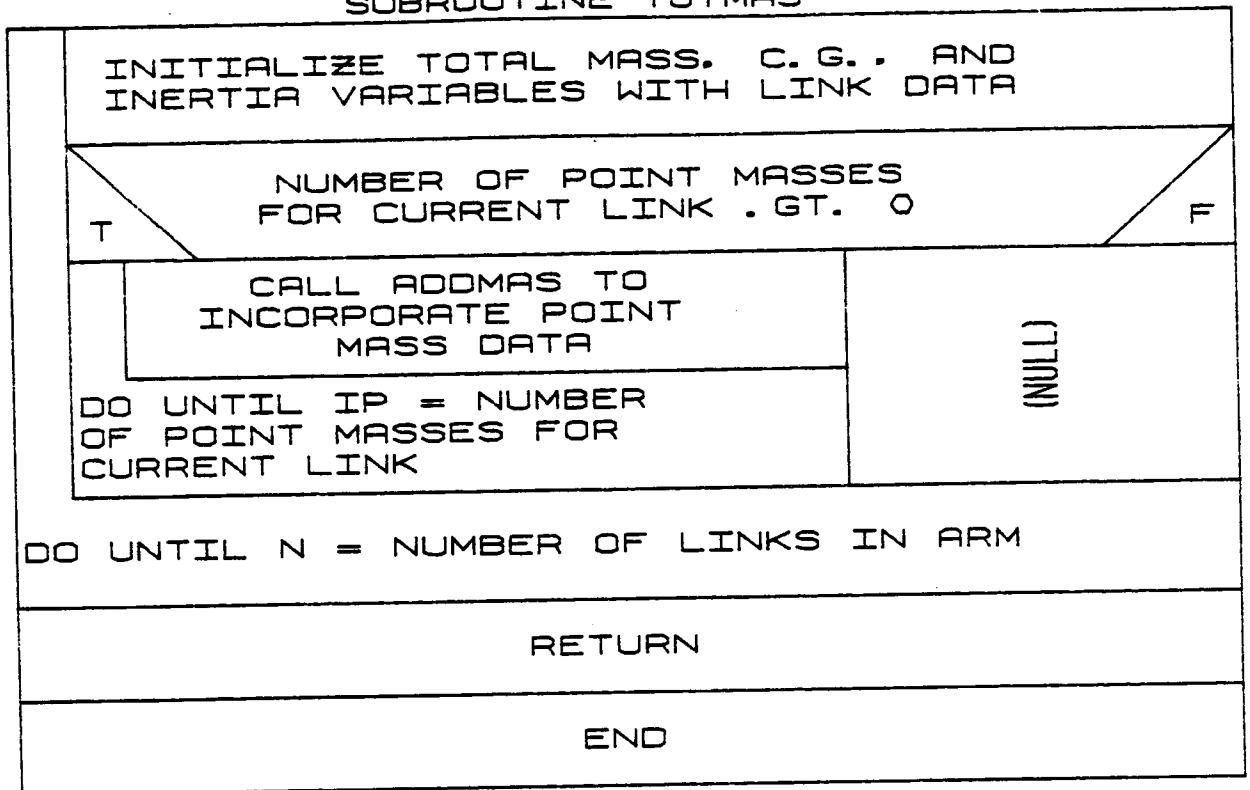 SUBROUTINE TOTMAS
INITIALIZE TOTAL MASS. C.G.. AND
INERTIA VARIABLES WITH LINK DATA
NUMBER OF POINT MASSES
FOR CURRENT LINK .GT. 0
T
F
CALL ADDMAS TO
INCORPORATE POINT
MASS DATA
(NULL)
DO UNTIL IP = NUMBER
OF POINT MASSES FOR
CURRENT LINK
DO UNTIL N = NUMBER OF LINKS IN ARM
RETURN
END